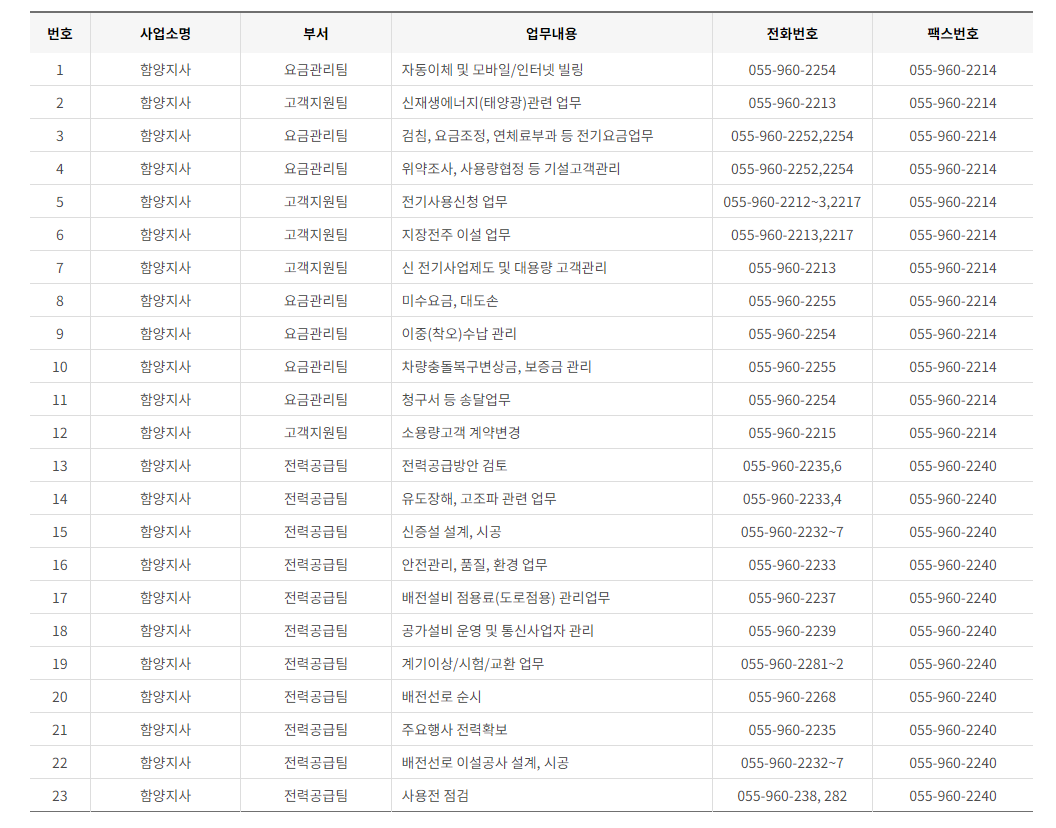 번호 사업소명 부서 업무내용 전화번호 팩스번호
1 함양지사 요금관리팀 자동이체 및 모바일/인터넷 빌링 055-960-2254 055-960-2214
2 함양지사 고객지원팀 신재생에너지(태양광)관련 업무 055-960-2213 055-960-2214
3 함양지사 요금관리팀 검침, 요금조정, 연체료부과 등 전기요금업무 055-960-2252,2254 055-960-2214
4 함양지사 요금관리팀 위약조사, 사용량협정 등 기설고객관리 055-960-2252,2254 055-960-2214
5 함양지사 고객지원팀 전기사용신청 업무 055-960-2212~3,2217 055-960-2214
6 함양지사 고객지원팀 지장전주 이설 업무 055-960-2213,2217 055-960-2214
7 함양지사 고객지원팀 신 전기사업제도 및 대용량 고객관리 055-960-2213 055-960-2214
8 함양지사 요금관리팀 미수요금, 대도손 055-960-2255 055-960-2214
9 함양지사 요금관리팀 이중(착오)수납 관리 055-960-2254 055-960-2214
10 함양지사 요금관리팀 차량충돌복구변상금, 보증금 관리 055-960-2255 055-960-2214
11 함양지사 요금관리팀 청구서 등 송달업무 055-960-2254 055-960-2214
12 함양지사 고객지원팀 소용량고객 계약변경 055-960-2215 055-960-2214
13 함양지사 전력공급팀 전력공급방안 검토 055-960-2235,6 055-960-2240
14 함양지사 전력공급팀 유도장해, 고조파 관련 업무 055-960-2233,4 055-960-2240
15 함양지사 전력공급팀 신증설 설계, 시공 055-960-2232~7 055-960-2240
16 함양지사 전력공급팀 안전관리, 품질, 환경 업무 055-960-2233 055-960-2240
17 함양지사 전력공급팀 배전설비 점용료(도로점용) 관리업무 055-960-2237 055-960-2240
18 함양지사 전력공급팀 공가설비 운영 및 통신사업자 관리 055-960-2239 055-960-2240
19 함양지사 전력공급팀 계기이상/시험/교환 업무 055-960-2281~2 055-960-2240
20 함양지사 전력공급팀 배전선로 순시 055-960-2268 055-960-2240
21 함양지사 전력공급팀 주요행사 전력확보 055-960-2235 055-960-2240
22 함양지사 전력공급팀 배전선로 이설공사 설계, 시공 055-960-2232~7 055-960-2240
23 함양지사 전력공급팀 사용전 점검 055-960-238, 282 055-960-2240